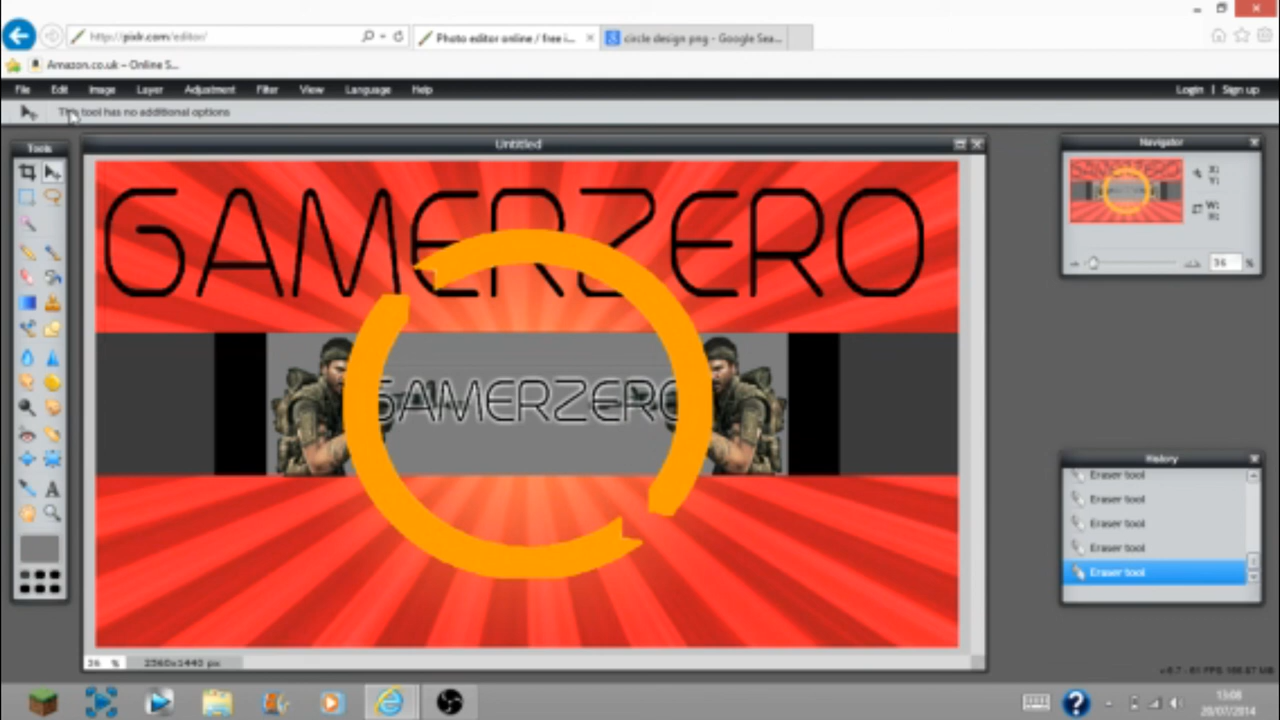 http://pixlr.com/editor/
Photo editor online / free i...
circle design png - Google Sea...
Amazon.co.uk – Online S...
File Edit Image Layer Adjustment Filter View Language Help
Login | Sign up
This tool has no additional options
Tools
Untitled
Navigator
X:
Y:
W:
H:
36 %
GAMERZERO
GAMERZERO
History
Eraser tool
Eraser tool
Eraser tool
Eraser tool
Eraser tool
36 % 2560x1440 px
13:08
20/07/2014